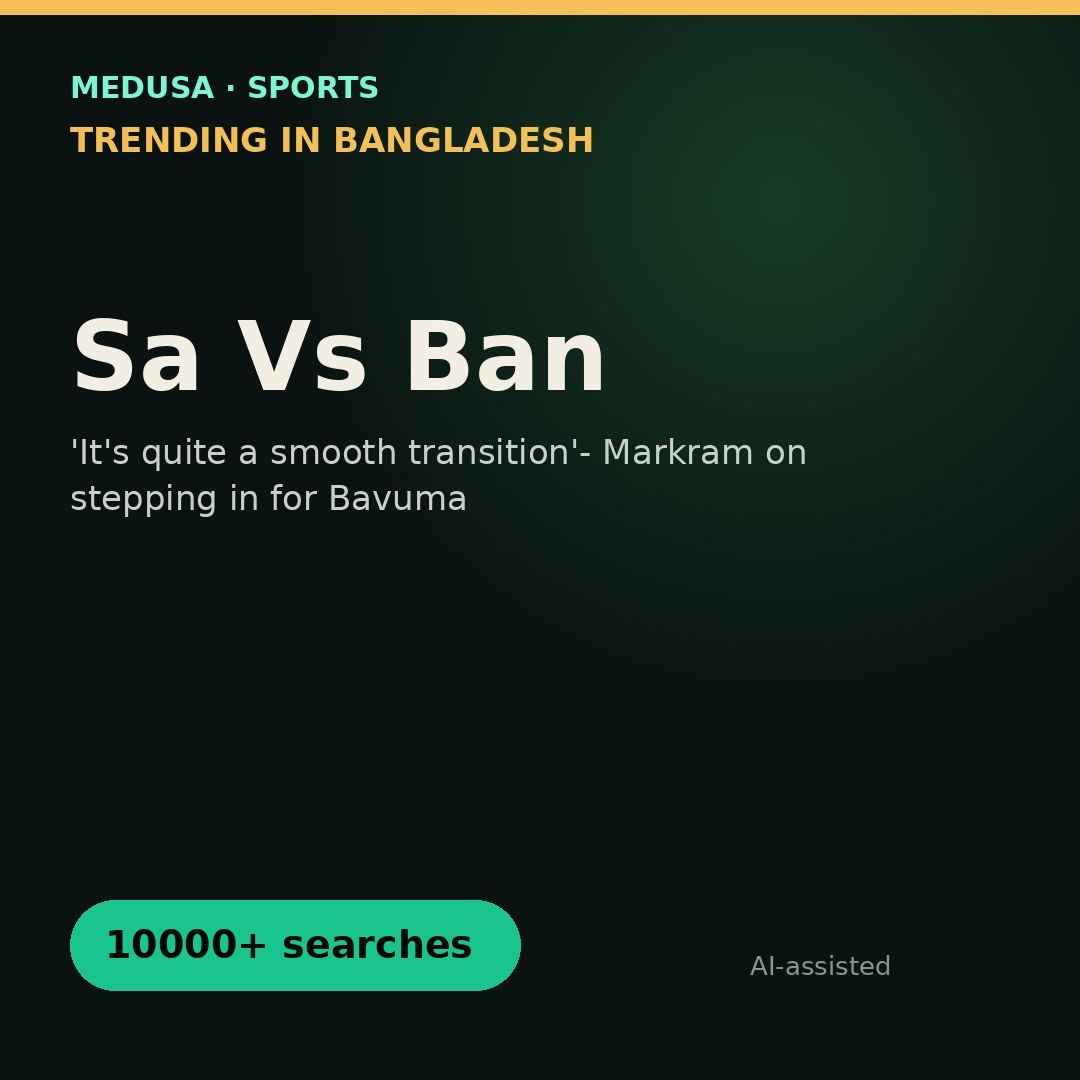 MEDUSA · SPORTS
TRENDING IN BANGLADESH
Sa Vs Ban
'It's quite a smooth transition'- Markram on
stepping in for Bavuma
10000+ searches
AI-assisted